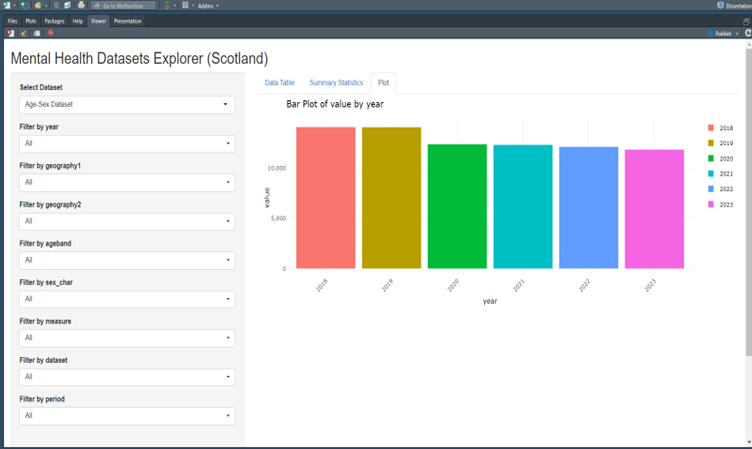 Go to file/function
Addins
Dissertation
Files Plots Packages Help Viewer Presentation
Publish
Mental Health Datasets Explorer (Scotland)
Select Dataset
Age-Sex Dataset
Filter by year
All
Filter by geography1
All
Filter by geography2
All
Filter by ageband
All
Filter by sex_char
All
Filter by measure
All
Filter by dataset
All
Filter by period
All
Data Table Summary Statistics Plot
Bar Plot of value by year
value
10,000
5,000
0
2018 2019 2020 2021 2022 2023
year
2018
2019
2020
2021
2022
2023